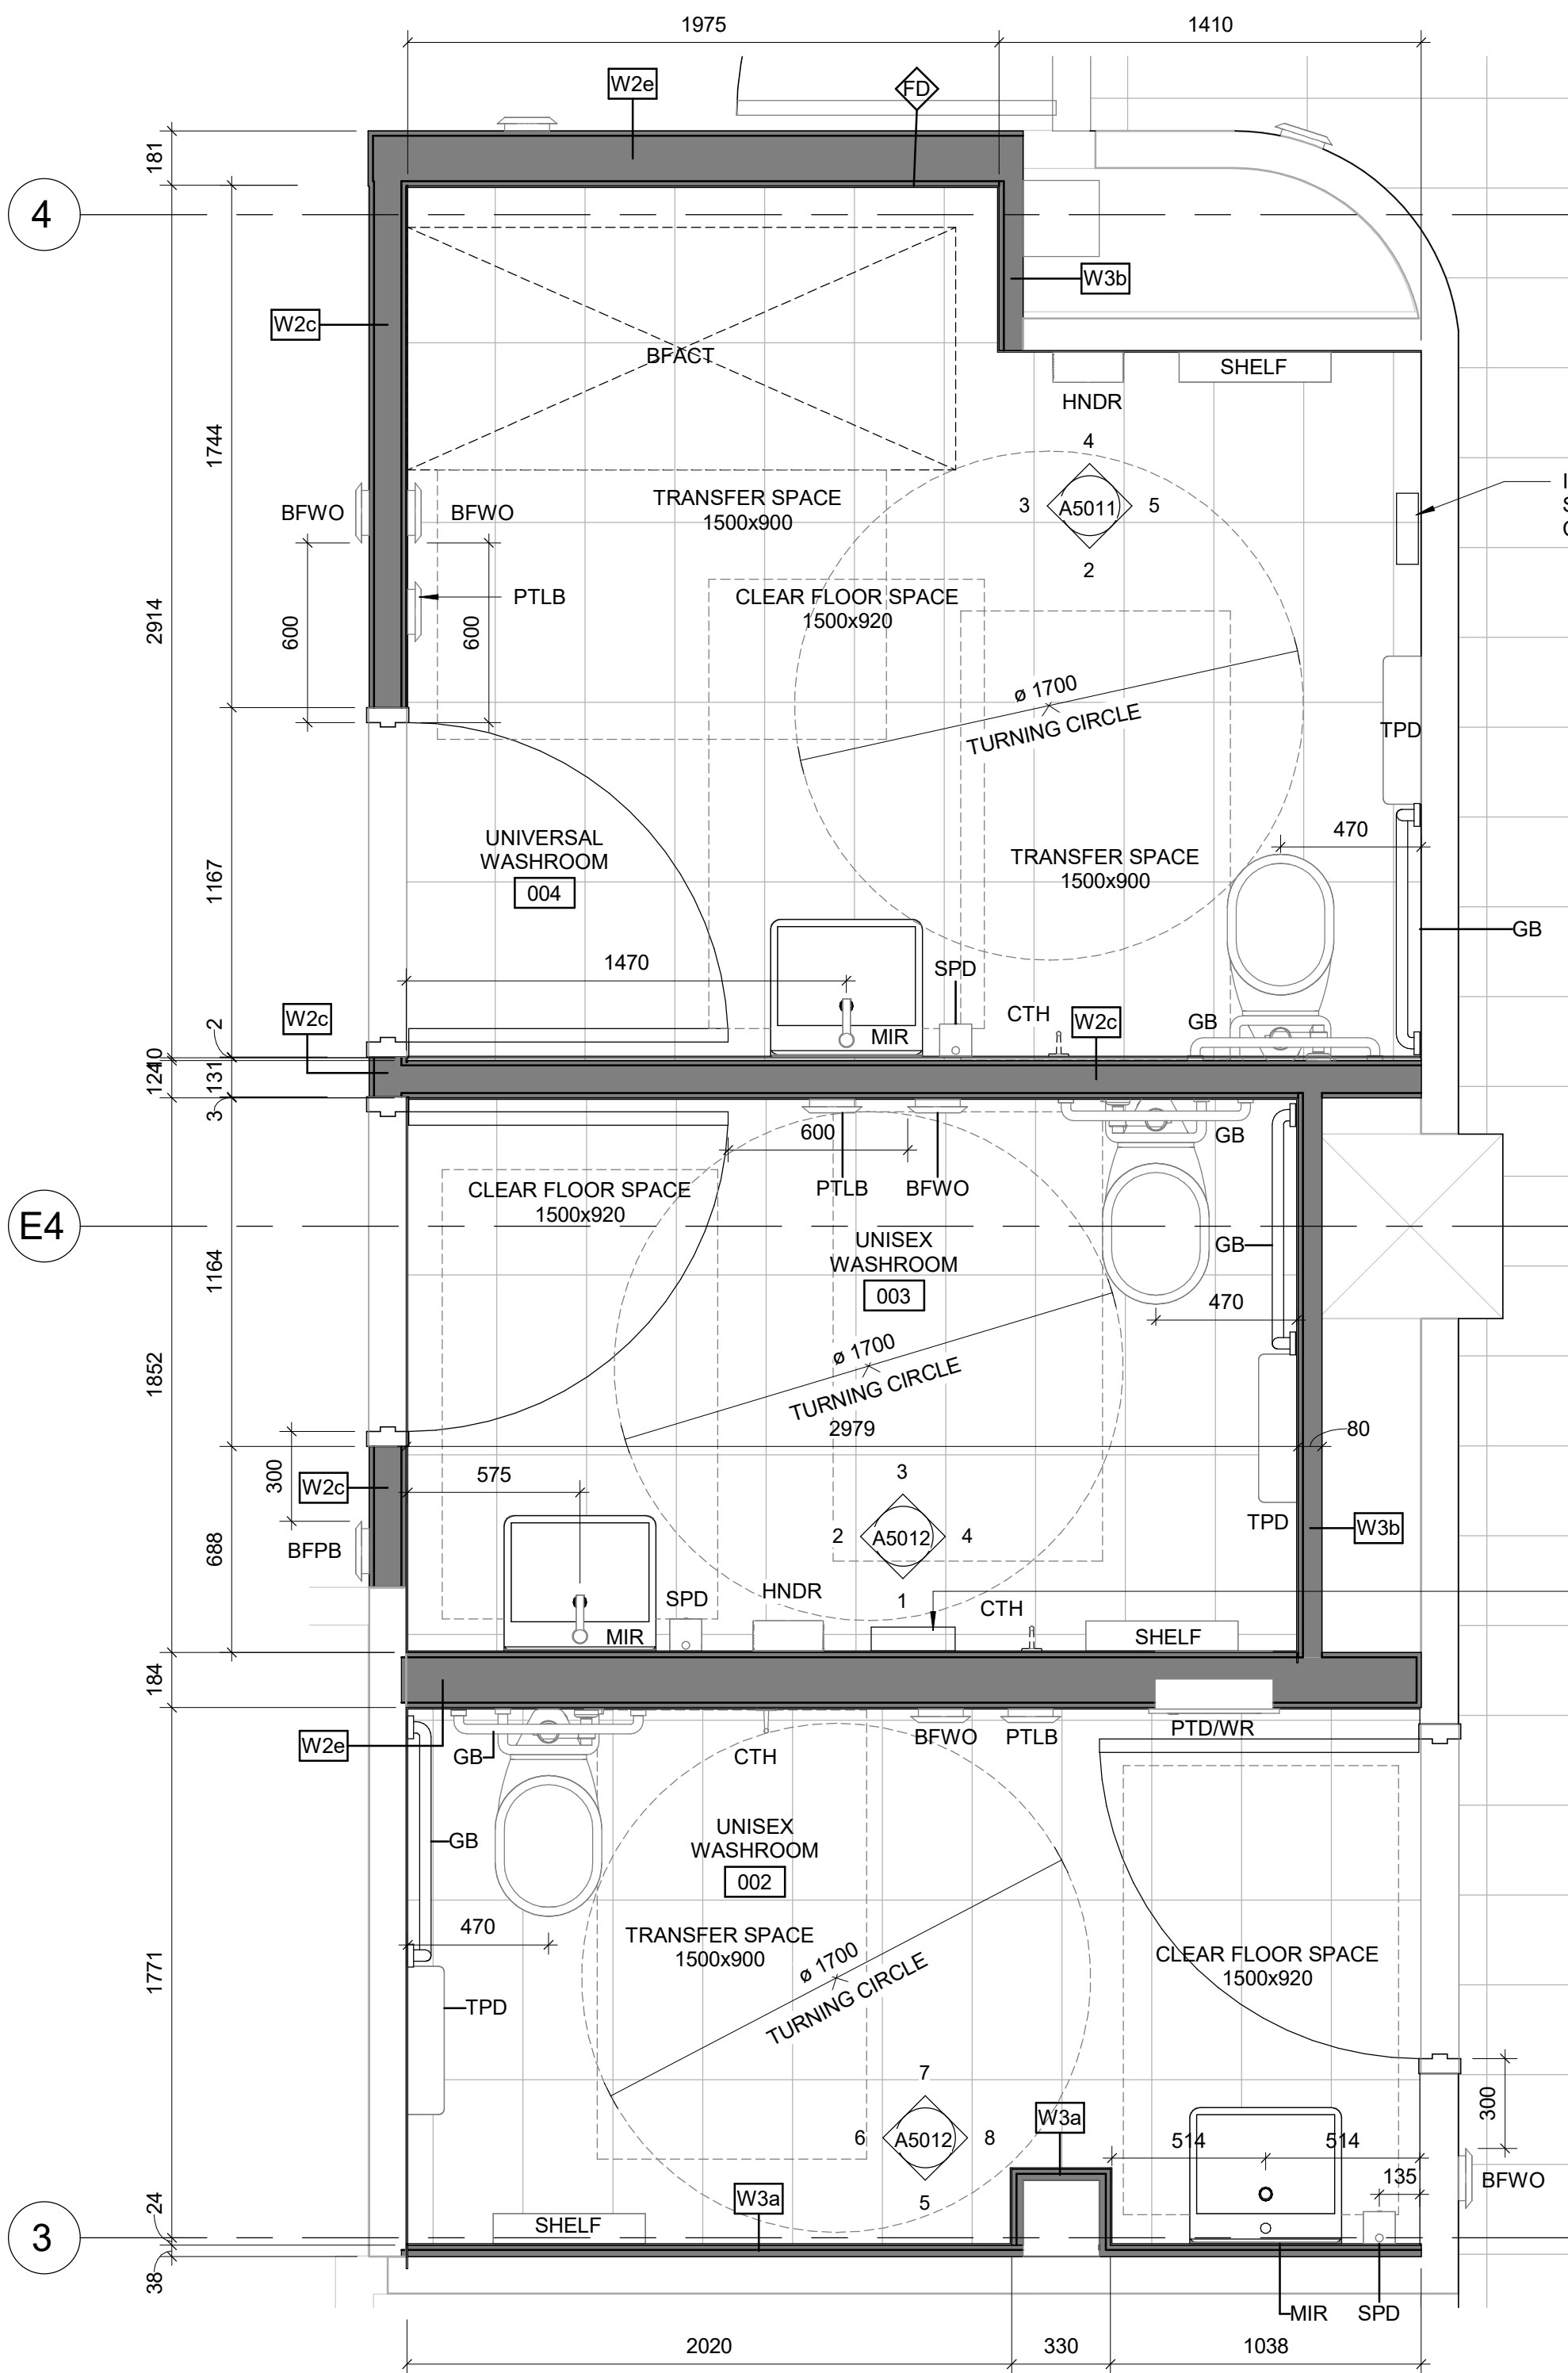 1975
1410
W2e
FD
181
4
W3b
W2c
BFACT
SHELF
HNDR
1744
4
3
A5011
5
2
TRANSFER SPACE
1500x900
BFWO
BFWO
PTLB
CLEAR FLOOR SPACE
1500x920
2914
600
600
ø 1700
TURNING CIRCLE
TPD
UNIVERSAL
WASHROOM
004
1167
TRANSFER SPACE
1500x900
470
GB
1470
SPD
CTH
W2c
GB
MIR
W2c
2
131
3
600
GB
PTLB
BFWO
CLEAR FLOOR SPACE
1500x920
E4
UNISEX
WASHROOM
003
GB
1164
470
ø 1700
TURNING CIRCLE
1852
2979
80
300
W2c
575
3
2
A5012
4
1
BFPB
688
TPD
W3b
SPD
HNDR
CTH
MIR
SHELF
184
W2e
GB
CTH
BFWO
PTLB
PTD/WR
GB
UNISEX
WASHROOM
002
470
TRANSFER SPACE
1500x900
ø 1700
TURNING CIRCLE
CLEAR FLOOR SPACE
1500x920
1771
TPD
7
6
A5012
8
5
W3a
300
514
514
135
BFWO
W3a
24
3
SHELF
38
MIR
SPD
2020
330
1038